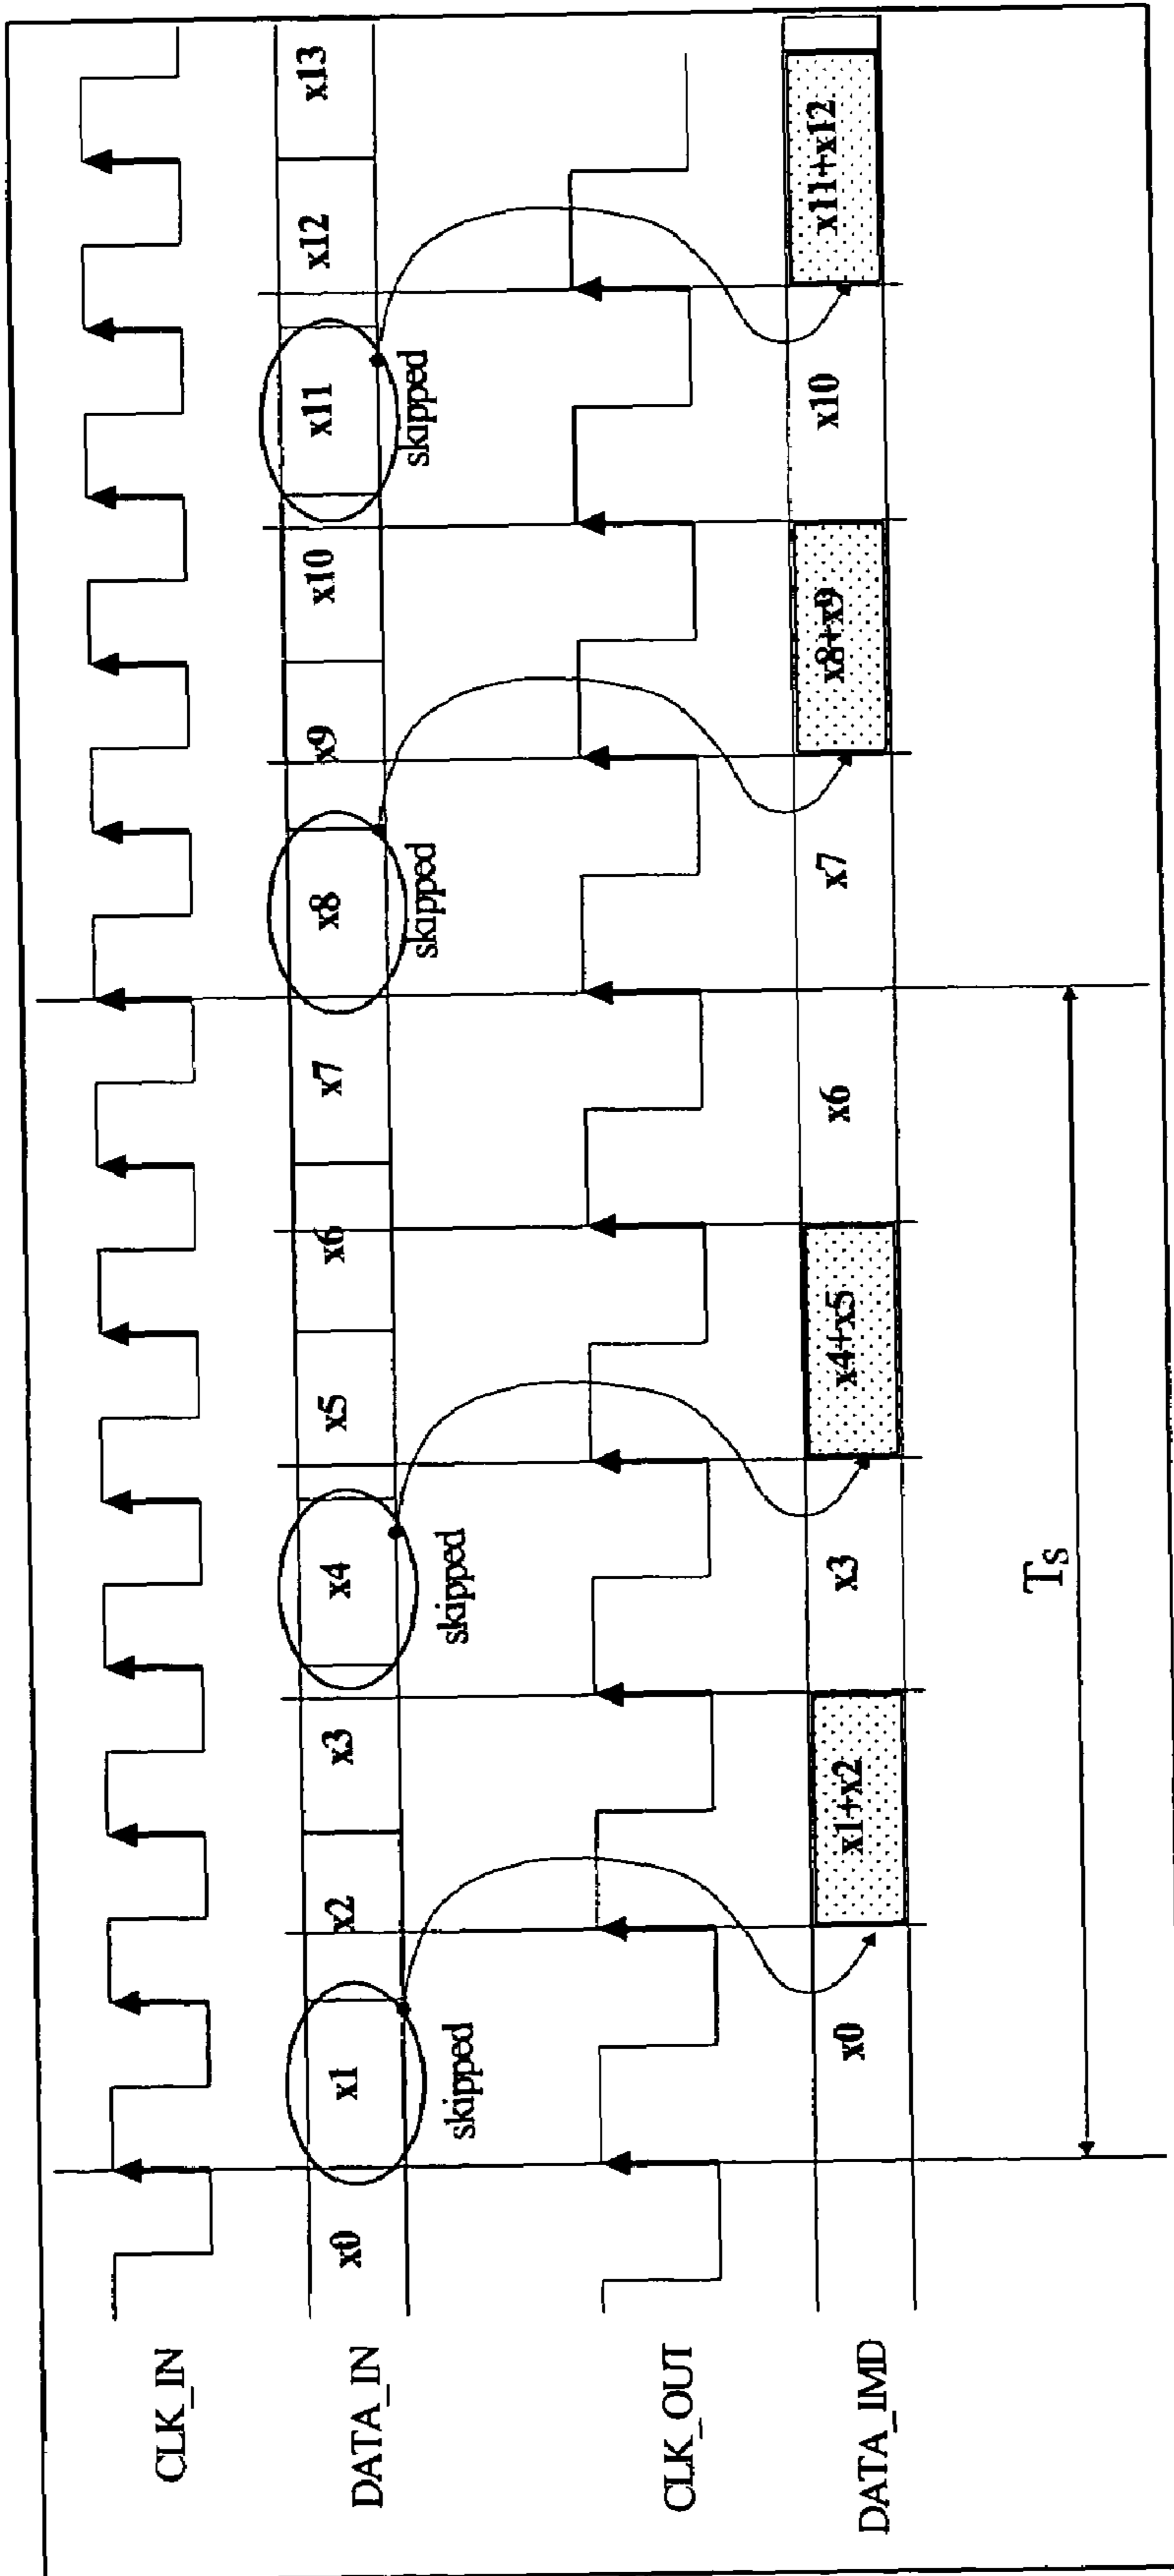 CLK_IN
DATA_IN
x0
x1
x2
x3
x4
x5
x6
x7
x8
x9
x10
x11
x12
x13
skipped
skipped
skipped
skipped
CLK_OUT
DATA_IMD
x0
x1+x2
x3
x4+x5
x6
x7
x8+x9
x10
x11+x12
Ts